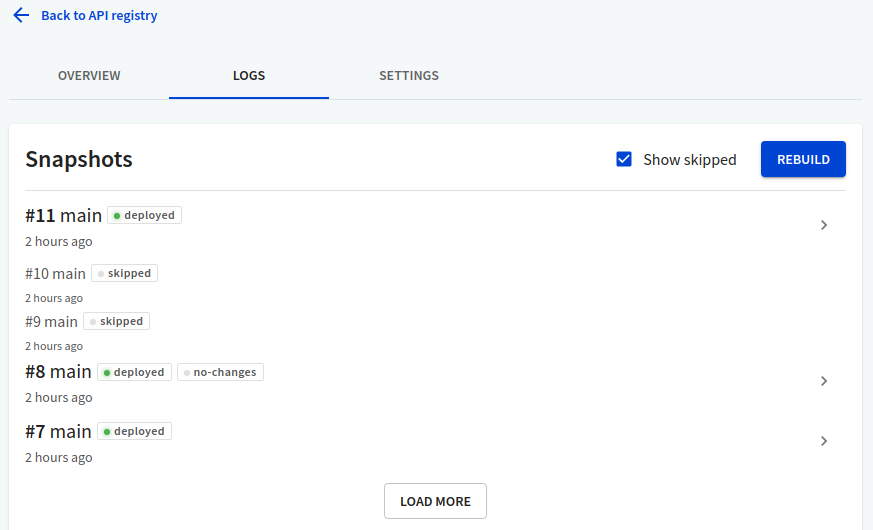 Back to API registry
OVERVIEW LOGS SETTINGS
Snapshots Show skipped REBUILD
#11 main deployed
2 hours ago
#10 main skipped
2 hours ago
#9 main skipped
2 hours ago
#8 main deployed no-changes
2 hours ago
#7 main deployed
2 hours ago
LOAD MORE